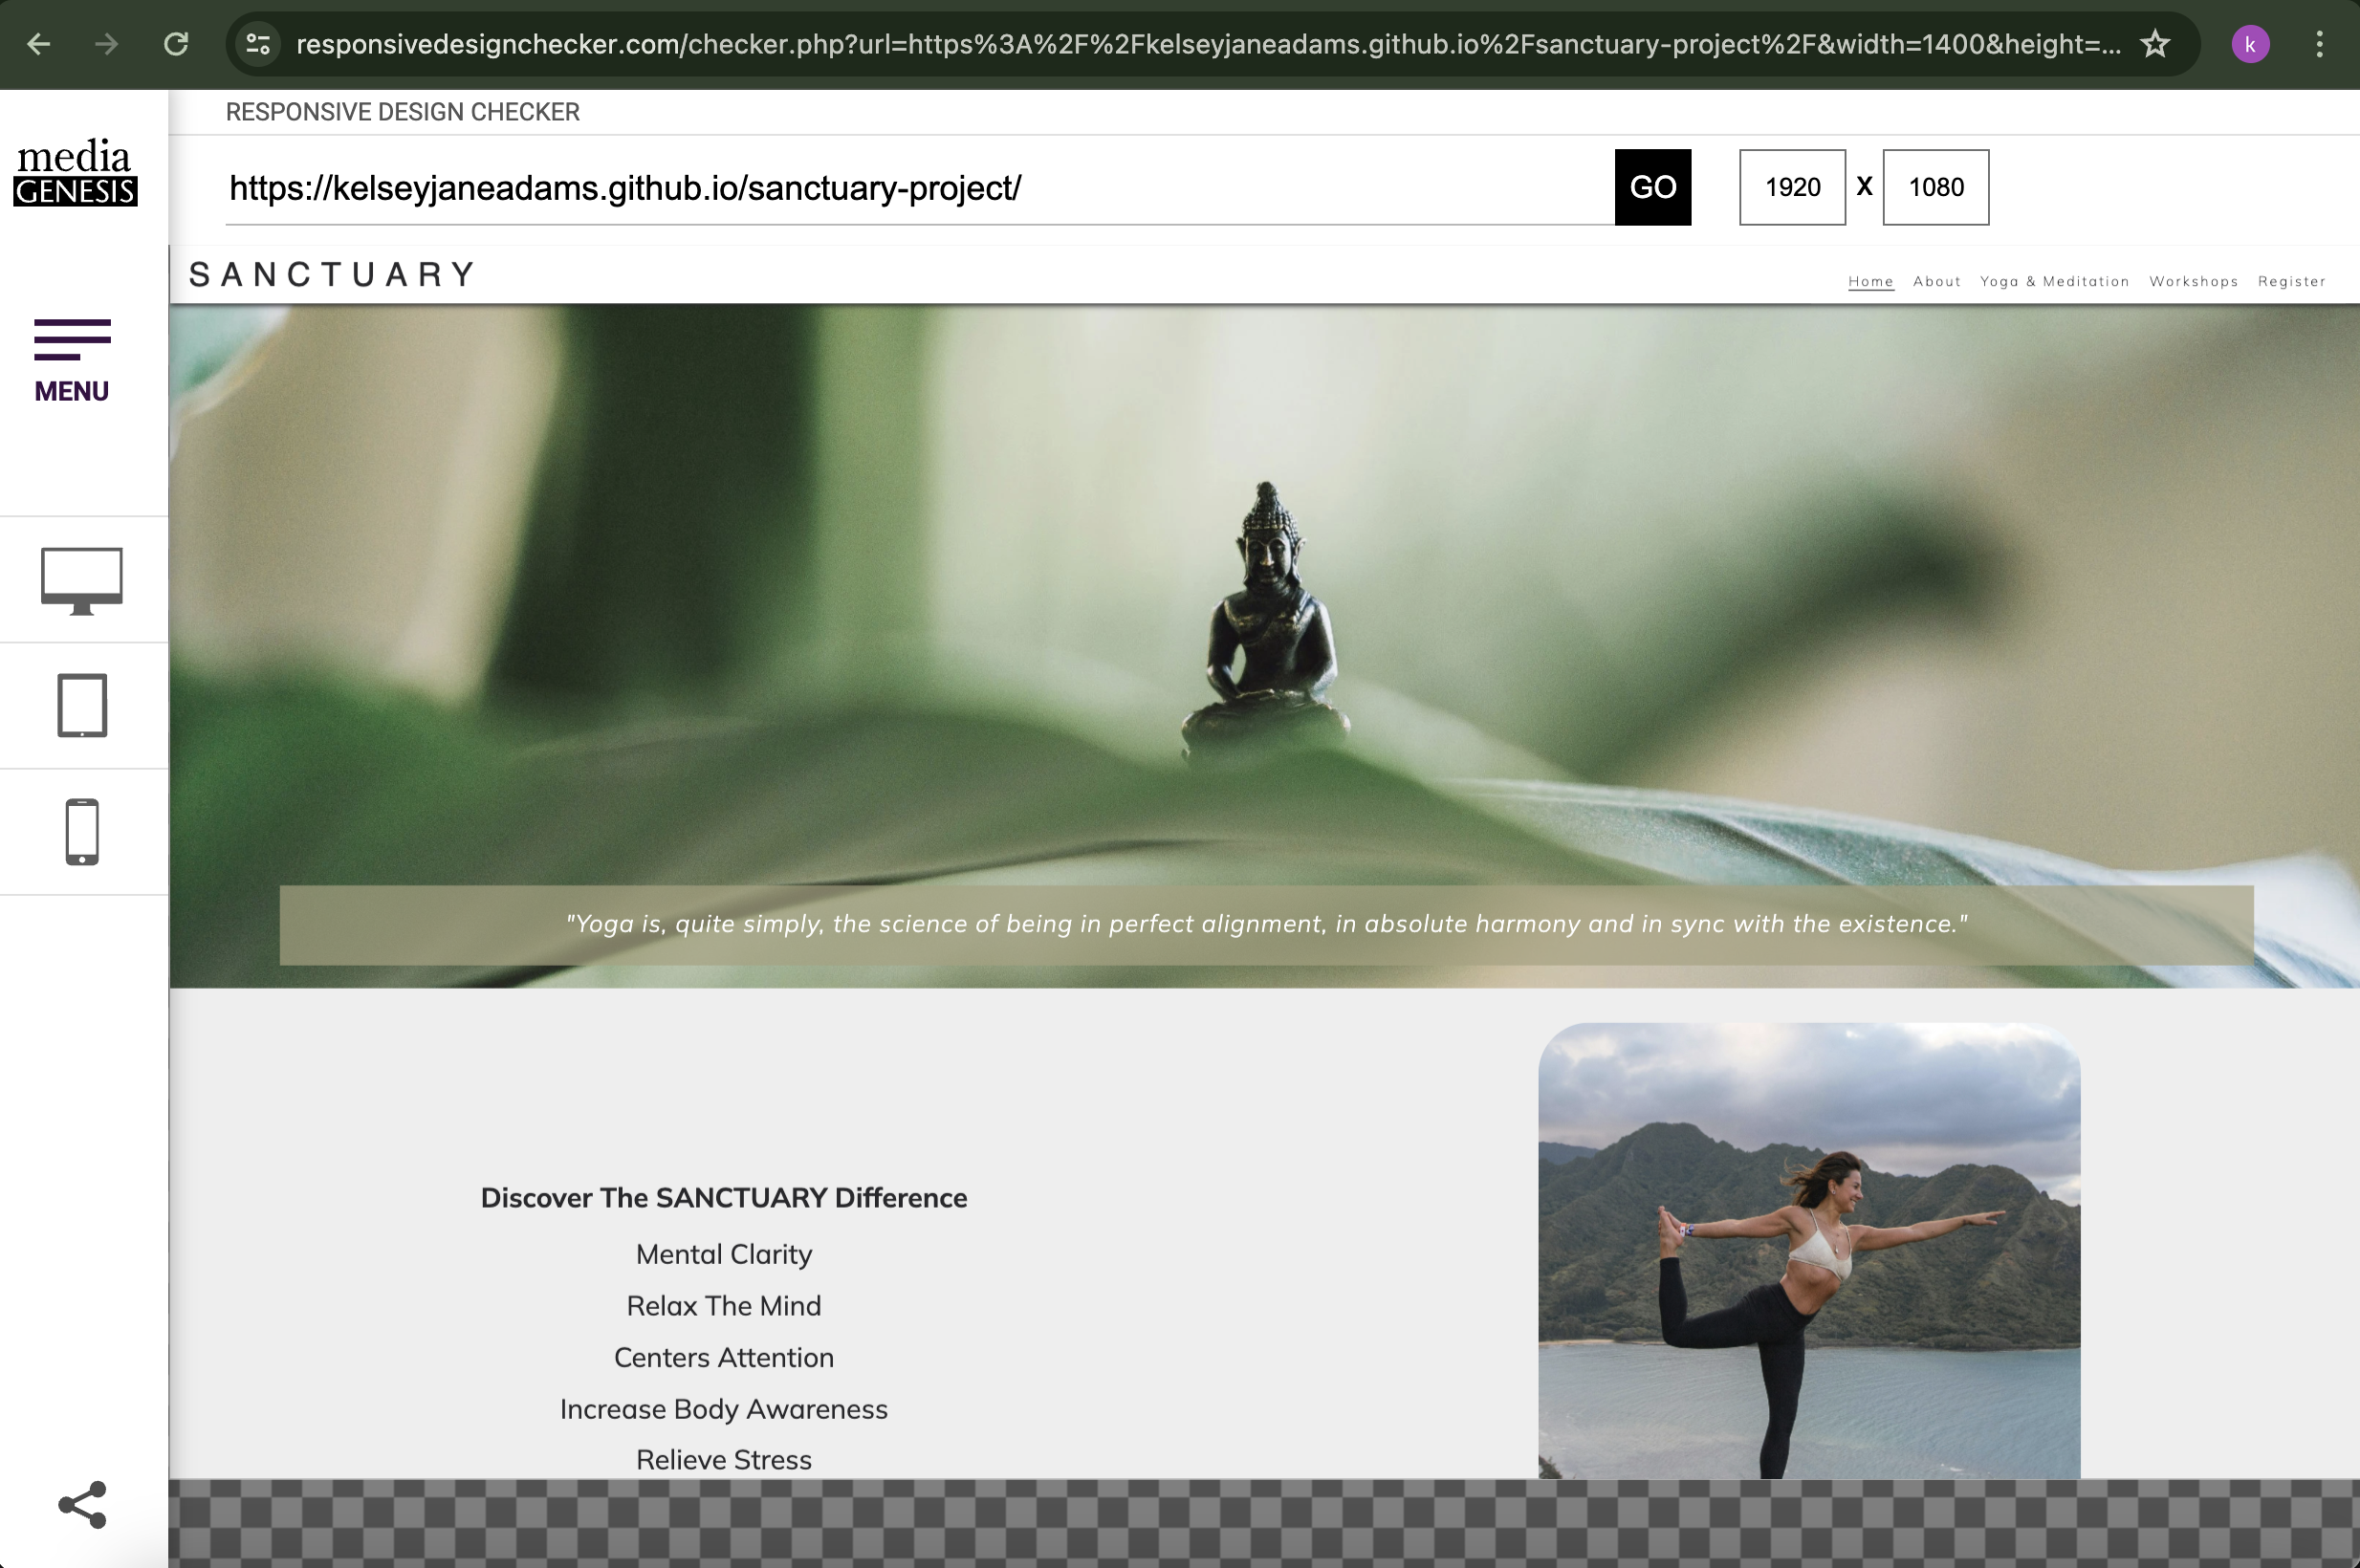 responsivedesignchecker.com/checker.php?url=https%3A%2F%2Fkelseyjaneadams.github.io%2Fsanctuary-project%2F&width=1400&height=...
k
media
GENESIS
RESPONSIVE DESIGN CHECKER
https://kelseyjaneadams.github.io/sanctuary-project/
GO
1920 X 1080
MENU
SANCTUARY
Home About Yoga & Meditation Workshops Register
"Yoga is, quite simply, the science of being in perfect alignment, in absolute harmony and in sync with the existence."
Discover The SANCTUARY Difference
Mental Clarity
Relax The Mind
Centers Attention
Increase Body Awareness
Relieve Stress